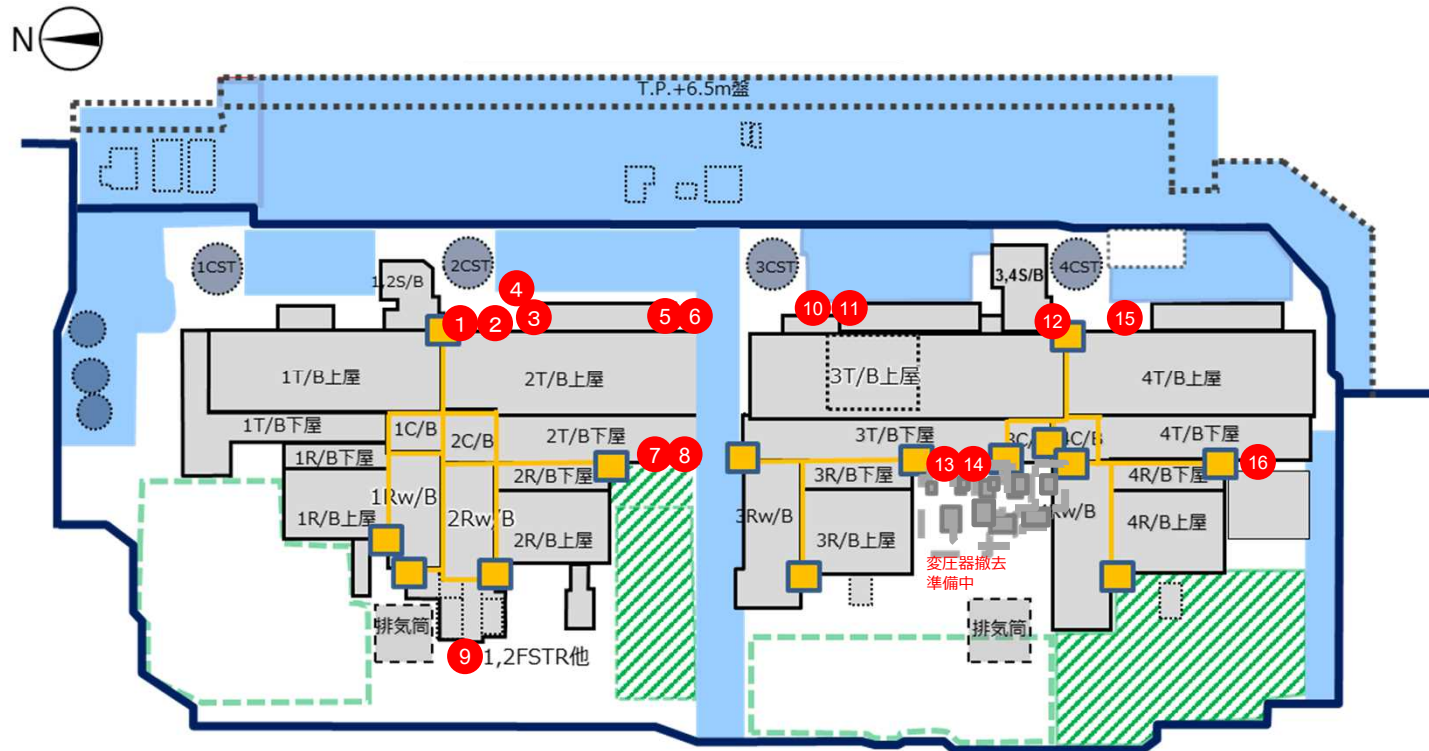 N
T.P.+6.5m盤
1CST
1,2S/B
2CST
3CST
3,4S/B
4CST
4
3
5
6
1
2
10
11
12
15
1T/B上屋
2T/B上屋
3T/B上屋
4T/B上屋
1T/B下屋
1C/B
2C/B
2T/B下屋
3T/B下屋
4C/B
4T/B下屋
7
8
13
14
16
1R/B下屋
2R/B下屋
3R/B下屋
4R/B下屋
1Rw/B
2Rw/B
3Rw/B
1R/B上屋
2R/B上屋
3R/B上屋
4R/B上屋
変圧器撤去
準備中
排気筒
排気筒
9
1,2FSTR他